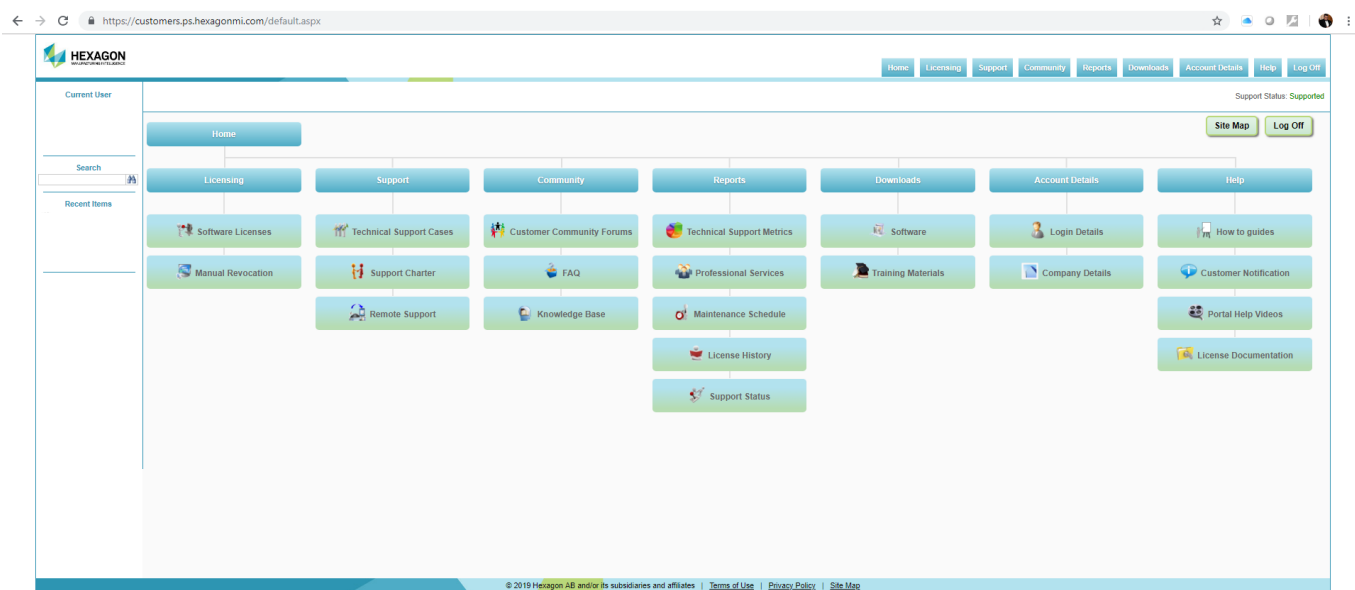 https://customers.ps.hexagonmi.com/default.aspx
HEXAGON
MANUFACTURING INTELLIGENCE
Home Licensing Support Community Reports Downloads Account Details Help Log Off
Current User
Support Status: Supported
Site Map Log Off
Home
Search
Licensing Support Community Reports Downloads Account Details Help
Recent Items
Software Licenses Technical Support Cases Customer Community Forums Technical Support Metrics Software Login Details How to guides
Manual Revocation Support Charter FAQ Professional Services Training Materials Company Details Customer Notification
Remote Support Knowledge Base Maintenance Schedule Portal Help Videos
License History License Documentation
Support Status
© 2019 Hexagon AB and/or its subsidiaries and affiliates | Terms of Use | Privacy Policy | Site Map